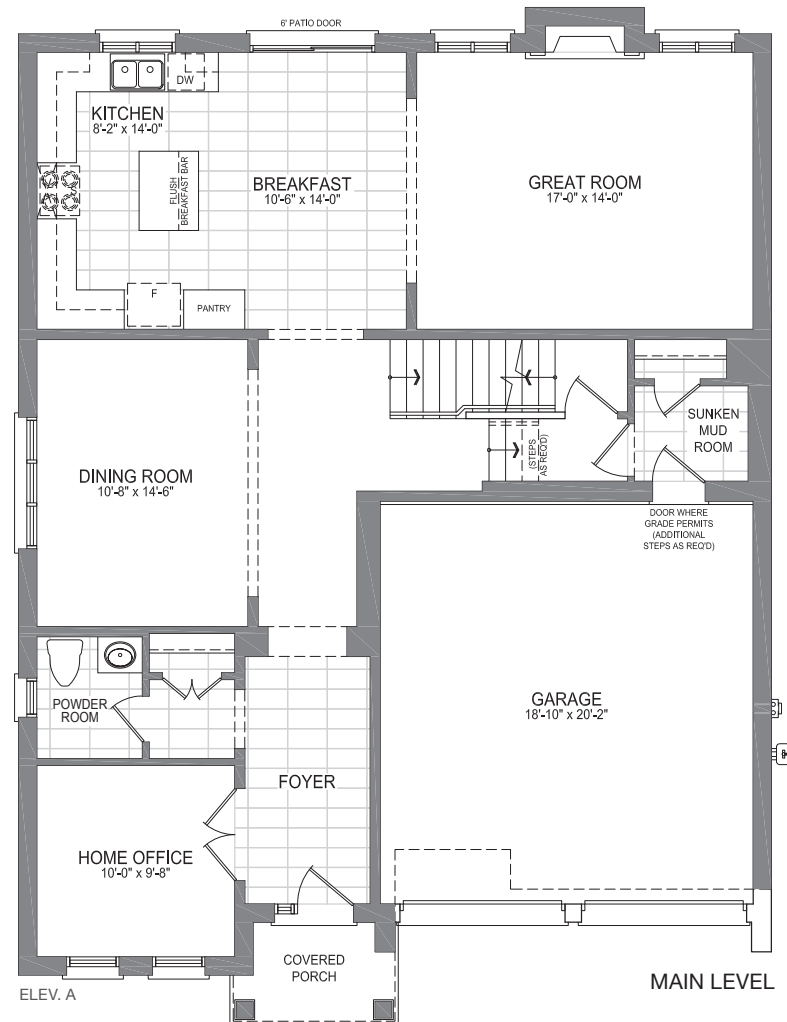 6' PATIO DOOR
DW
KITCHEN
8'-2" x 14'-0"
FLUSH
BREAKFAST BAR
BREAKFAST
10'-6" x 14'-0"
GREAT ROOM
17'-0" x 14'-0"
F
PANTRY
SUNKEN
MUD
ROOM
(STEPS
AS REQ'D)
DINING ROOM
10'-8" x 14'-6"
DOOR WHERE
GRADE PERMITS
(ADDITIONAL
STEPS AS REQ'D)
POWDER
ROOM
GARAGE
18'-10" x 20'-2"
FOYER
HOME OFFICE
10'-0" x 9'-8"
COVERED
PORCH
MAIN LEVEL
ELEV. A